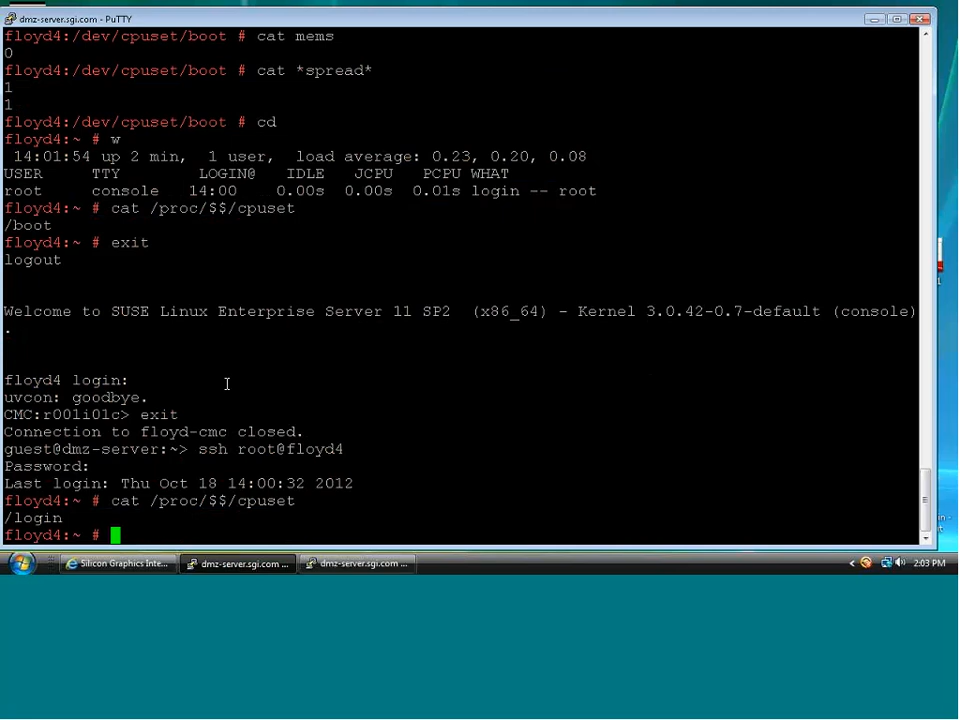 dmz-server.sgi.com - PuTTY
floyd4:/dev/cpuset/boot # cat mems
0
floyd4:/dev/cpuset/boot # cat *spread*
1
1
floyd4:/dev/cpuset/boot # cd
floyd4:~ # w
14:01:54 up 2 min,  1 user,  load average: 0.23, 0.20, 0.08
USER     TTY        LOGIN@   IDLE   JCPU   PCPU WHAT
root     console   14:00    0.00s  0.00s  0.01s login -- root
floyd4:~ # cat /proc/$$/cpuset
/boot
floyd4:~ # exit
logout
Welcome to SUSE Linux Enterprise Server 11 SP2  (x86_64) - Kernel 3.0.42-0.7-default (console)
.
floyd4 login:
uvcon: goodbye.
CMC:r001i01c> exit
Connection to floyd-cmc closed.
guest@dmz-server:~> ssh root@floyd4
Password:
Last login: Thu Oct 18 14:00:32 2012
floyd4:~ # cat /proc/$$/cpuset
/login
floyd4:~ #
Silicon Graphics Inte... dmz-server.sgi.com ... dmz-server.sgi.com ... 2:03 PM